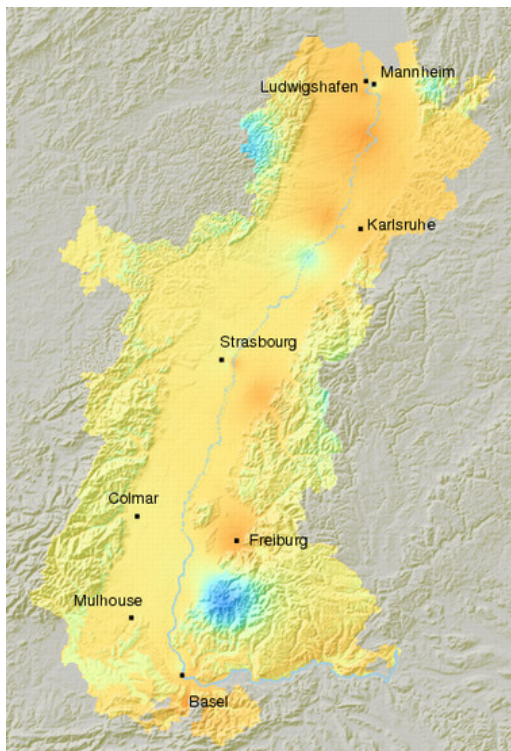 Mannheim
Ludwigshafen
Karlsruhe
Strasbourg
Colmar
Freiburg
Mulhouse
Basel